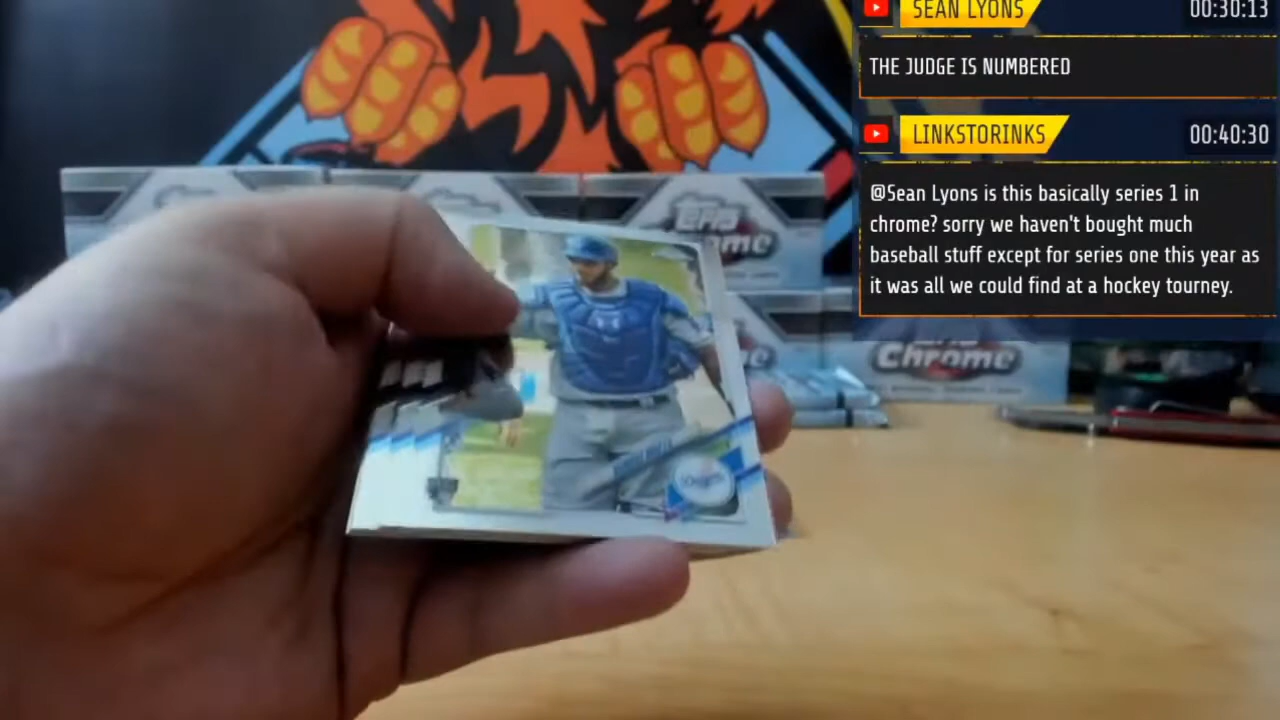 SEAN LYONS
00:30:13
THE JUDGE IS NUMBERED
LINKSTORINKS
00:40:30
@Sean Lyons is this basically series 1 in
chrome? sorry we haven't bought much
baseball stuff except for series one this year as
it was all we could find at a hockey tourney.
Chrome
Dodgers